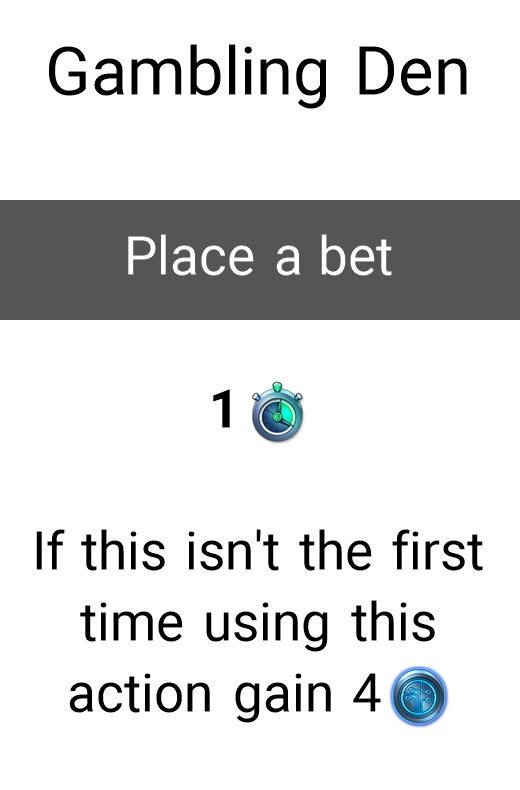 Gambling Den
Place a bet
1
If this isn't the first
time using this
action gain 4